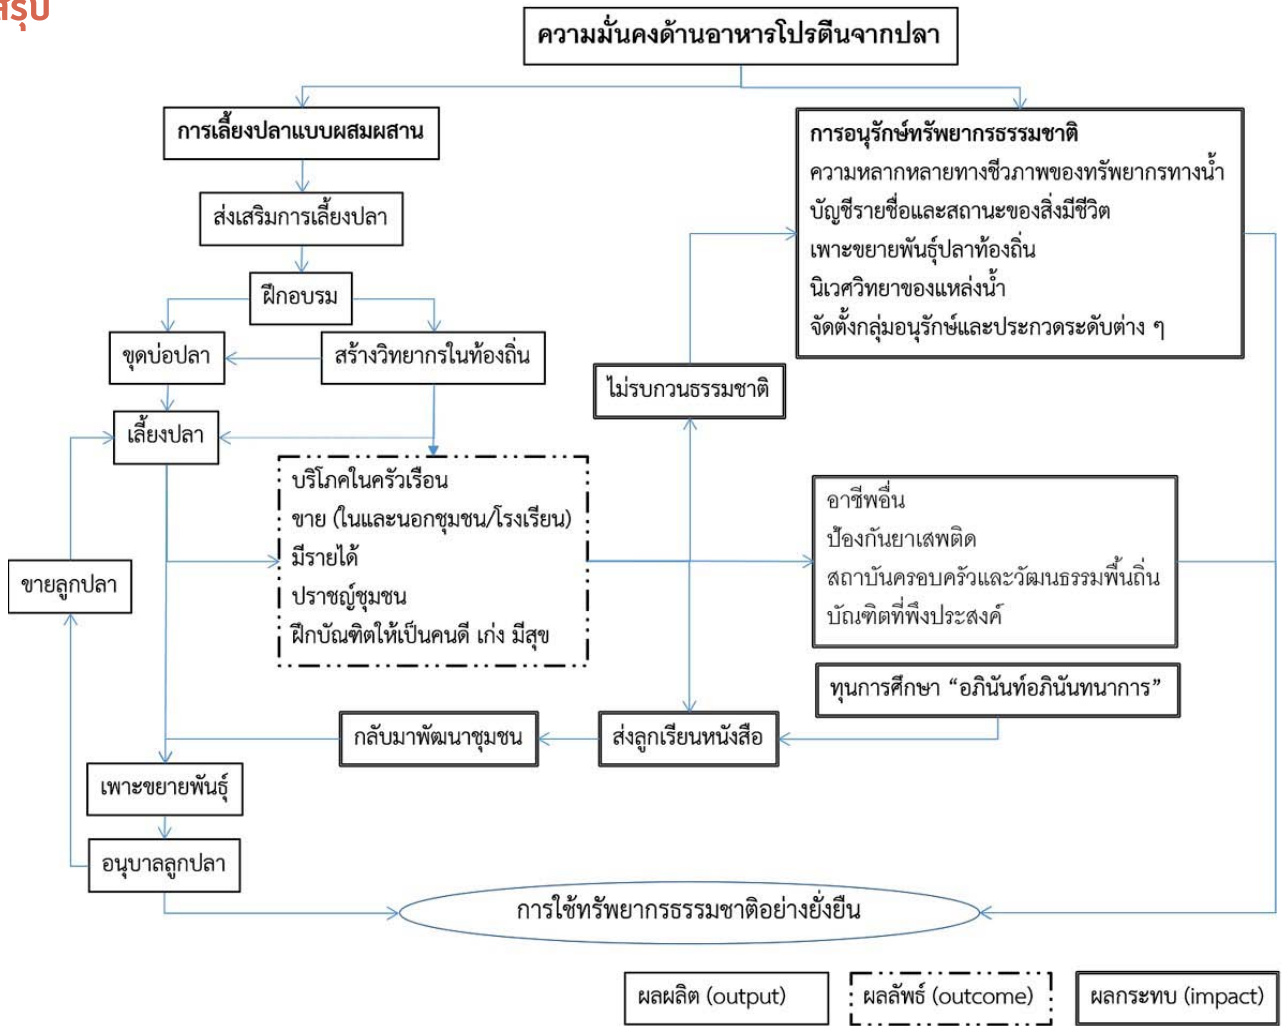 สรุป
ความมั่นคงด้านอาหารโปรตีนจากปลา
การเลี้ยงปลาแบบผสมผสาน
การอนุรักษ์ทรัพยากรธรรมชาติ
ความหลากหลายทางชีวภาพของทรัพยากรทางน้ำ
บัญชีรายชื่อและสถานะของสิ่งมีชีวิต
เพาะขยายพันธุ์ปลาท้องถิ่น
นิเวศวิทยาของแหล่งน้ำ
จัดตั้งกลุ่มอนุรักษ์และประกวดระดับต่าง ๆ
ส่งเสริมการเลี้ยงปลา
ฝึกอบรม
ขุดบ่อปลา
สร้างวิทยากรในท้องถิ่น
ไม่รบกวนธรรมชาติ
เลี้ยงปลา
บริโภคในครัวเรือน
ขาย (ในและนอกชุมชน/โรงเรียน)
มีรายได้
ปราชญ์ชุมชน
ฝึกบัณฑิตให้เป็นคนดี เก่ง มีสุข
อาชีพอื่น
ป้องกันยาเสพติด
สถาบันครอบครัวและวัฒนธรรมพื้นถิ่น
บัณฑิตที่พึงประสงค์
ขายลูกปลา
ทุนการศึกษา “อภินันท์อภินันทนาการ”
กลับมาพัฒนาชุมชน
ส่งลูกเรียนหนังสือ
เพาะขยายพันธุ์
อนุบาลลูกปลา
การใช้ทรัพยากรธรรมชาติอย่างยั่งยืน
ผลผลิต (output)
ผลลัพธ์ (outcome)
ผลกระทบ (impact)